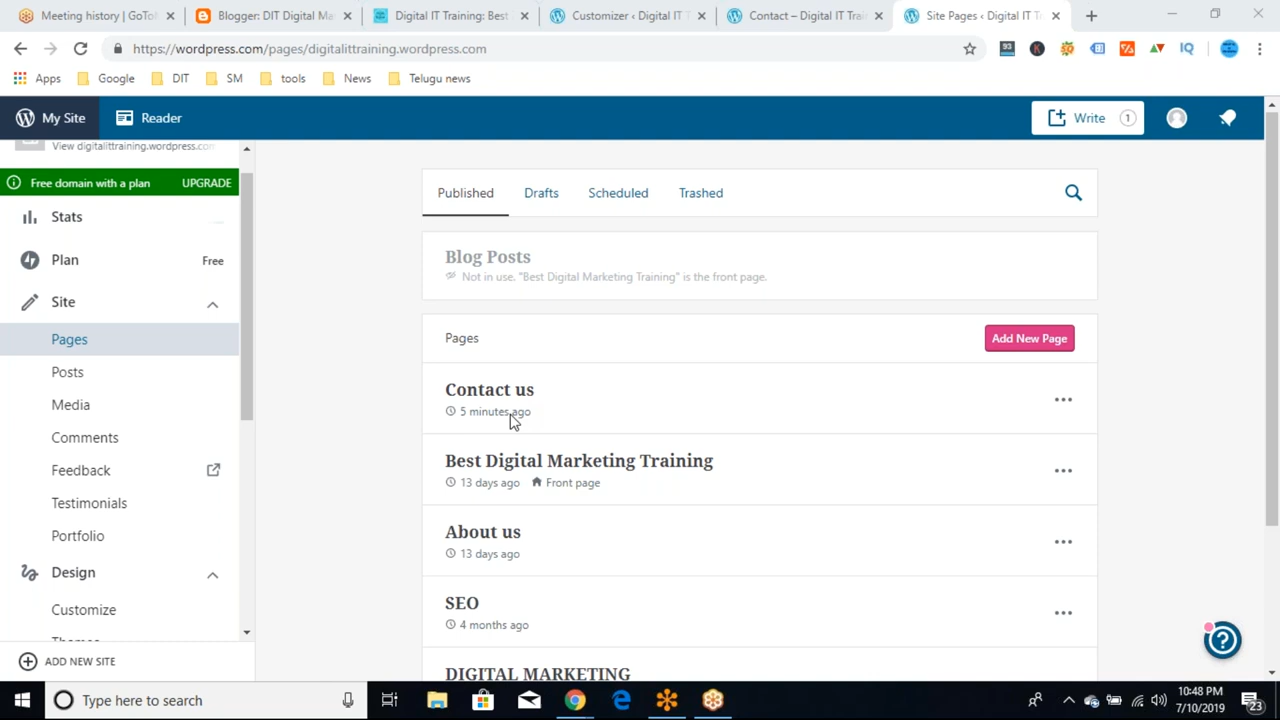 Meeting history | GoTo
Blogger: DIT Digital Ma
Digital IT Training: Best
Customizer ‹ Digital IT T
Contact – Digital IT Trai
Site Pages ‹ Digital IT T
https://wordpress.com/pages/digitalittraining.wordpress.com
Apps
Google
DIT
SM
tools
News
Telugu news
My Site
Reader
Write 1
View digitalittraining.wordpress.com
Free domain with a plan UPGRADE
Stats
Plan Free
Site
Pages
Posts
Media
Comments
Feedback
Testimonials
Portfolio
Design
Customize
ADD NEW SITE
Published
Drafts
Scheduled
Trashed
Blog Posts
Not in use. "Best Digital Marketing Training" is the front page.
Pages
Add New Page
Contact us
5 minutes ago
Best Digital Marketing Training
13 days ago Front page
About us
13 days ago
SEO
4 months ago
DIGITAL MARKETING
Type here to search
10:48 PM
7/10/2019
23